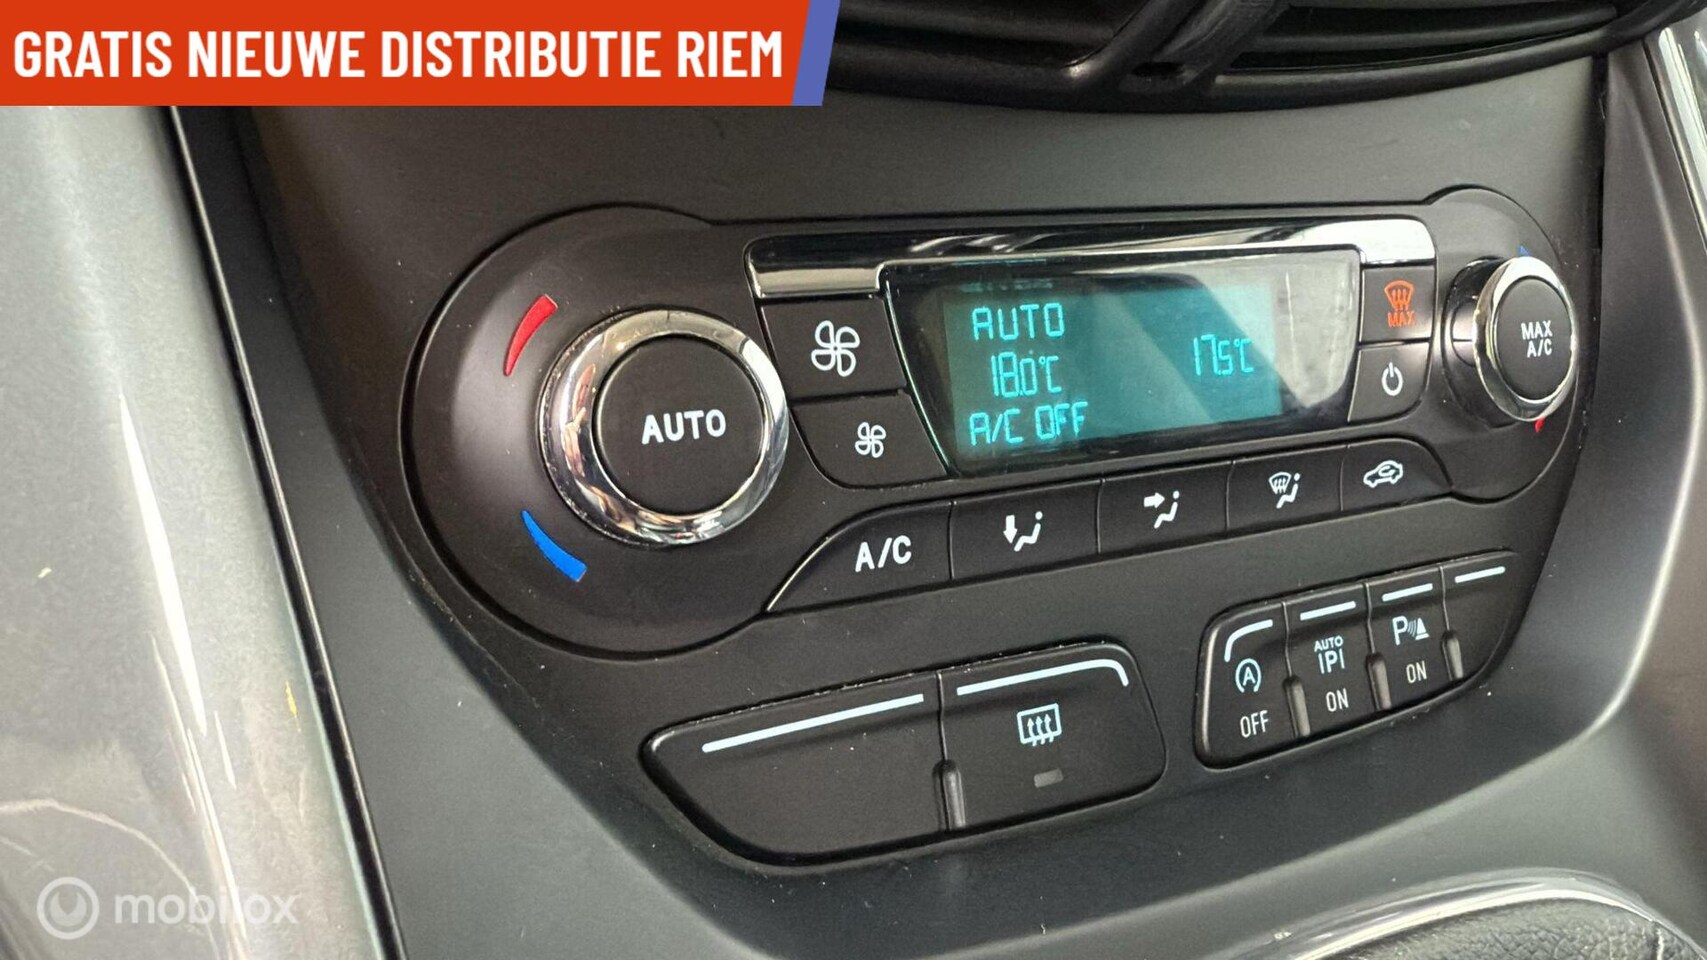 GRATIS NIEUWE DISTRIBUTIE RIEM
AUTO
18.0°C
A/C OFF
17.5°C
MAX
MAX
A/C
AUTO
A/C
A
OFF
AUTO
P
ON
P
ON
mobilox